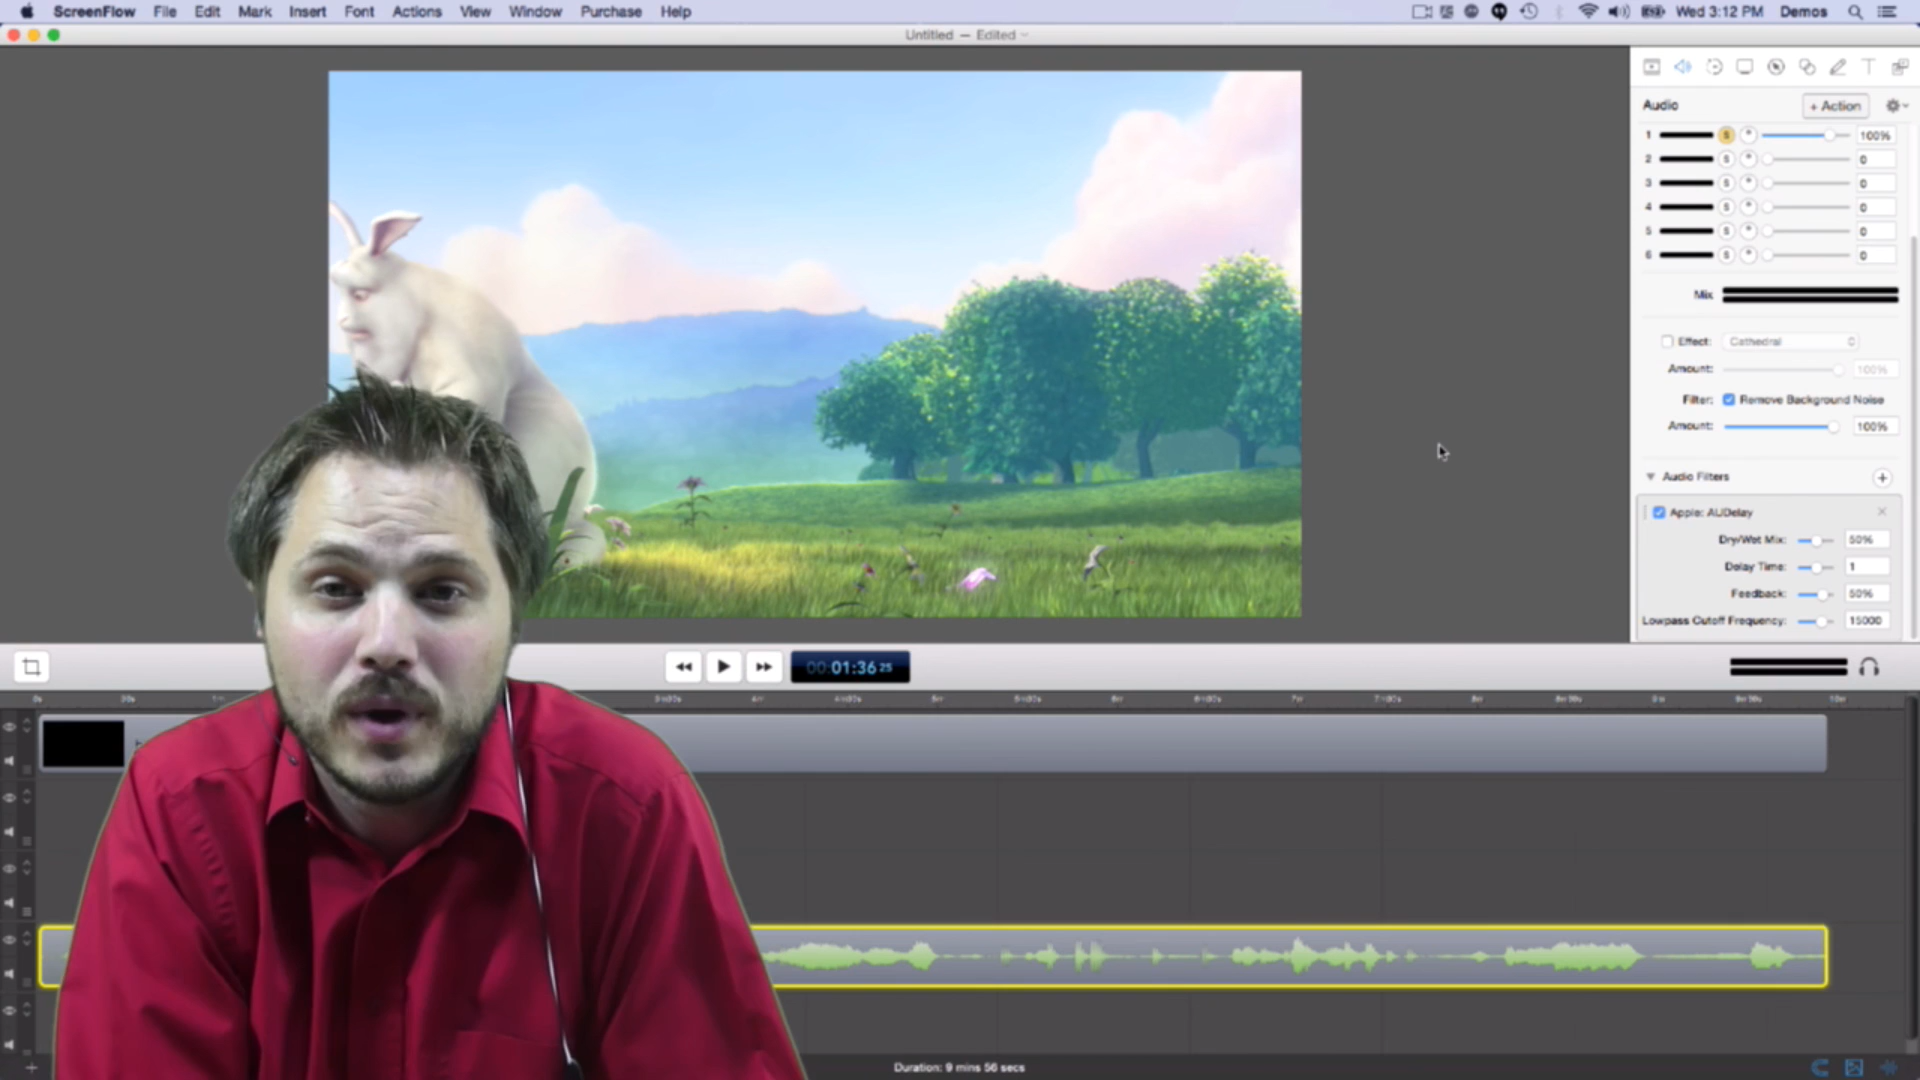 ScreenFlow File Edit Mark Insert Font Actions View Window Purchase Help Wed 3:12 PM Demos
Untitled — Edited
Audio + Action
1 S 100%
2 S 0
3 S 0
4 S 0
5 S 0
6 S 0
Mix
Effect: Cathedral
Amount: 100%
Filter: Remove Background Noise
Amount: 100%
Audio Filters
Apple: AUDelay
Dry/Wet Mix: 50%
Delay Time: 1
Feedback: 50%
Lowpass Cutoff Frequency: 15000
00:01:36 25
Duration: 9 mins 56 secs